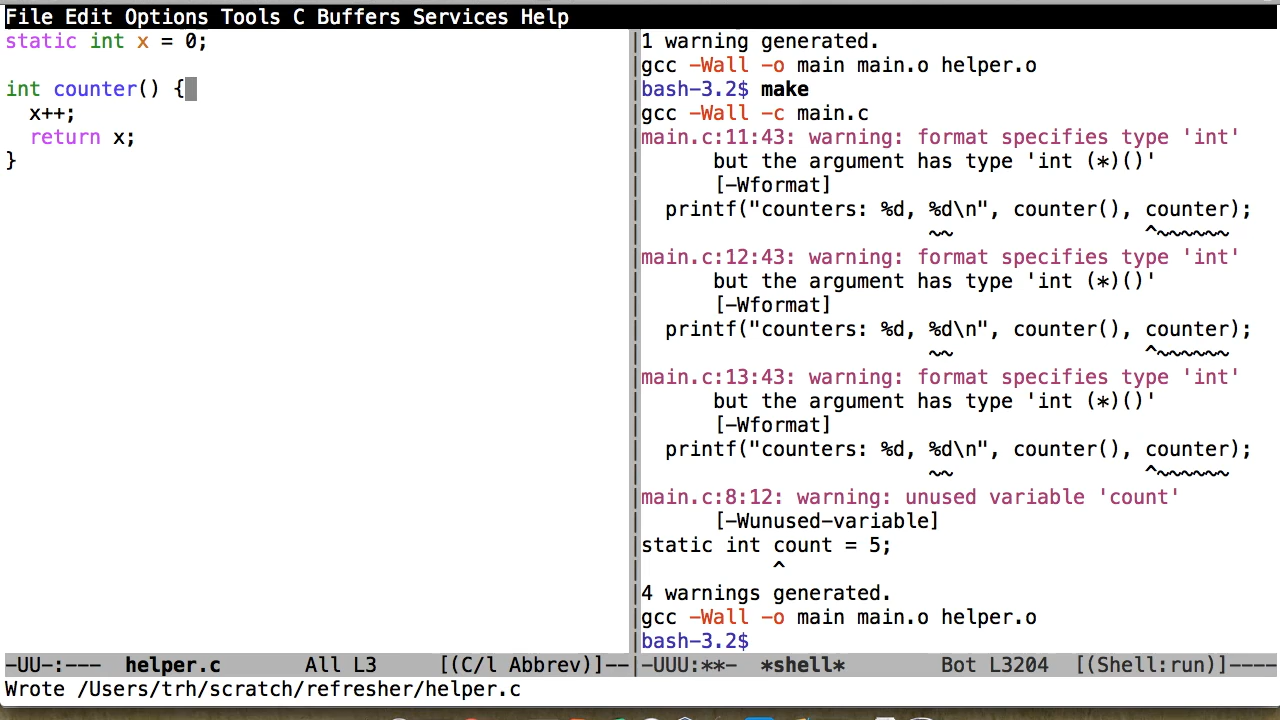 File Edit Options Tools C Buffers Services Help
static int x = 0;
int counter() {
x++;
return x;
}
-UU-:--- helper.c All L3 [(C/l Abbrev)]--
1 warning generated.
gcc -Wall -o main main.o helper.o
bash-3.2$ make
gcc -Wall -c main.c
main.c:11:43: warning: format specifies type 'int'
but the argument has type 'int (*)()'
[-Wformat]
printf("counters: %d, %d\n", counter(), counter);
~~ ^~~~~~~
main.c:12:43: warning: format specifies type 'int'
but the argument has type 'int (*)()'
[-Wformat]
printf("counters: %d, %d\n", counter(), counter);
~~ ^~~~~~~
main.c:13:43: warning: format specifies type 'int'
but the argument has type 'int (*)()'
[-Wformat]
printf("counters: %d, %d\n", counter(), counter);
~~ ^~~~~~~
main.c:8:12: warning: unused variable 'count'
[-Wunused-variable]
static int count = 5;
^
4 warnings generated.
gcc -Wall -o main main.o helper.o
bash-3.2$
-UUU:**- *shell* Bot L3204 [(Shell:run)]----
Wrote /Users/trh/scratch/refresher/helper.c